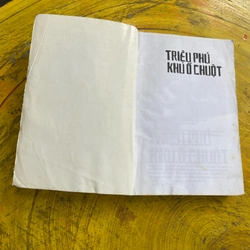 TRIỆU PHÚ
KHU Ổ CHUỘT